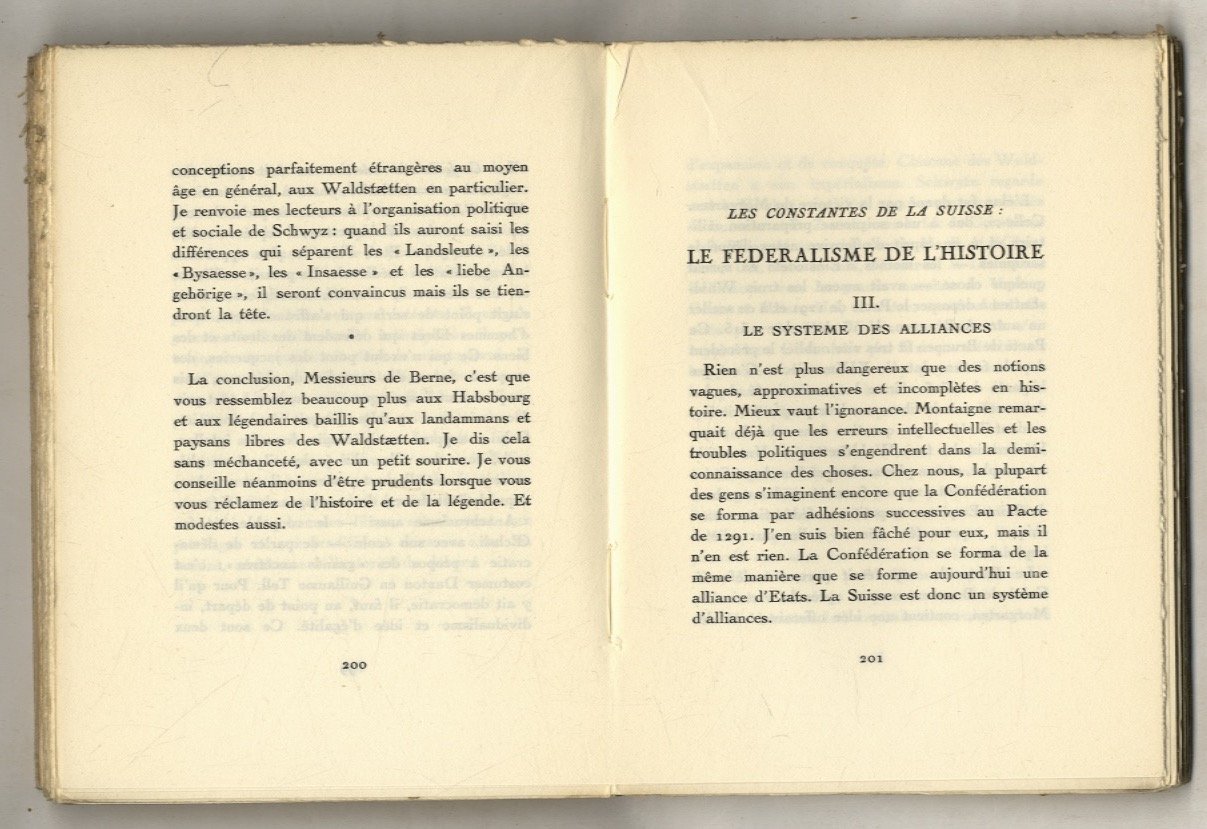 conceptions parfaitement étrangères au moyen
âge en général, aux Waldstætten en particulier.
Je renvoie mes lecteurs à l'organisation politique
et sociale de Schwyz : quand ils auront saisi les
différences qui séparent les « Landsleute », les
« Bysaesse », les « Insaesse » et les « liebe An-
gehörige », il seront convaincus mais ils se tien-
dront la tête.
•
La conclusion, Messieurs de Berne, c'est que
vous ressemblez beaucoup plus aux Habsbourg
et aux légendaires baillis qu'aux landammans et
paysans libres des Waldstætten. Je dis cela
sans méchanceté, avec un petit sourire. Je vous
conseille néanmoins d'être prudents lorsque vous
vous réclamez de l'histoire et de la légende. Et
modestes aussi.
200
LES CONSTANTES DE LA SUISSE :
LE FEDERALISME DE L'HISTOIRE
III.
LE SYSTEME DES ALLIANCES
Rien n'est plus dangereux que des notions
vagues, approximatives et incomplètes en his-
toire. Mieux vaut l'ignorance. Montaigne remar-
quait déjà que les erreurs intellectuelles et les
troubles politiques s'engendrent dans la demi-
connaissance des choses. Chez nous, la plupart
des gens s'imaginent encore que la Confédération
se forma par adhésions successives au Pacte
de 1291. J'en suis bien fâché pour eux, mais il
n'en est rien. La Confédération se forma de la
même manière que se forme aujourd'hui une
alliance d'Etats. La Suisse est donc un système
d'alliances.
201